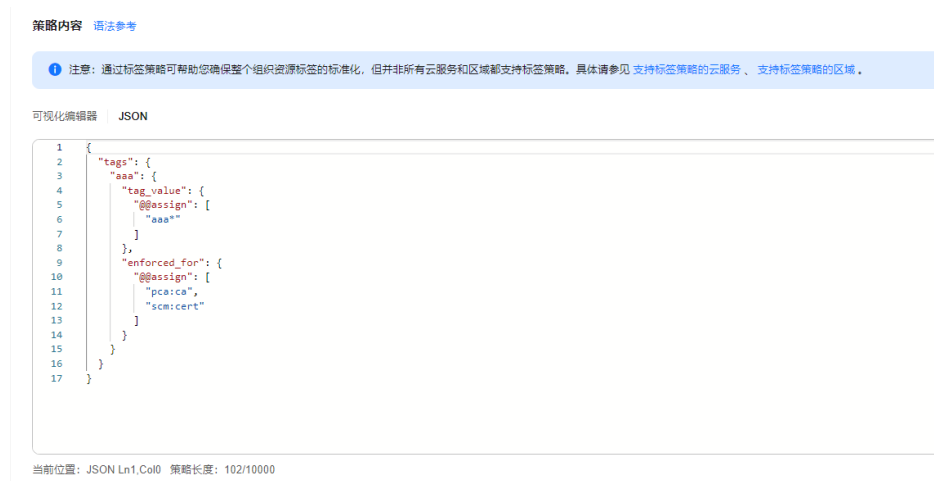 策略内容 语法参考
注意：通过标签策略可帮助您确保整个组织资源标签的标准化，但并非所有云服务和区域都支持标签策略。具体请参见 支持标签策略的云服务 、 支持标签策略的区域 。
可视化编辑器 JSON
1 {
2 "tags": {
3 "aaa": {
4 "tag_value": {
5 "@@assign": [
6 "aaa*"
7 ]
8 },
9 "enforced_for": {
10 "@@assign": [
11 "pca:ca",
12 "scm:cert"
13 ]
14 }
15 }
16 }
17 }
当前位置：JSON Ln1,Col0 策略长度：102/10000